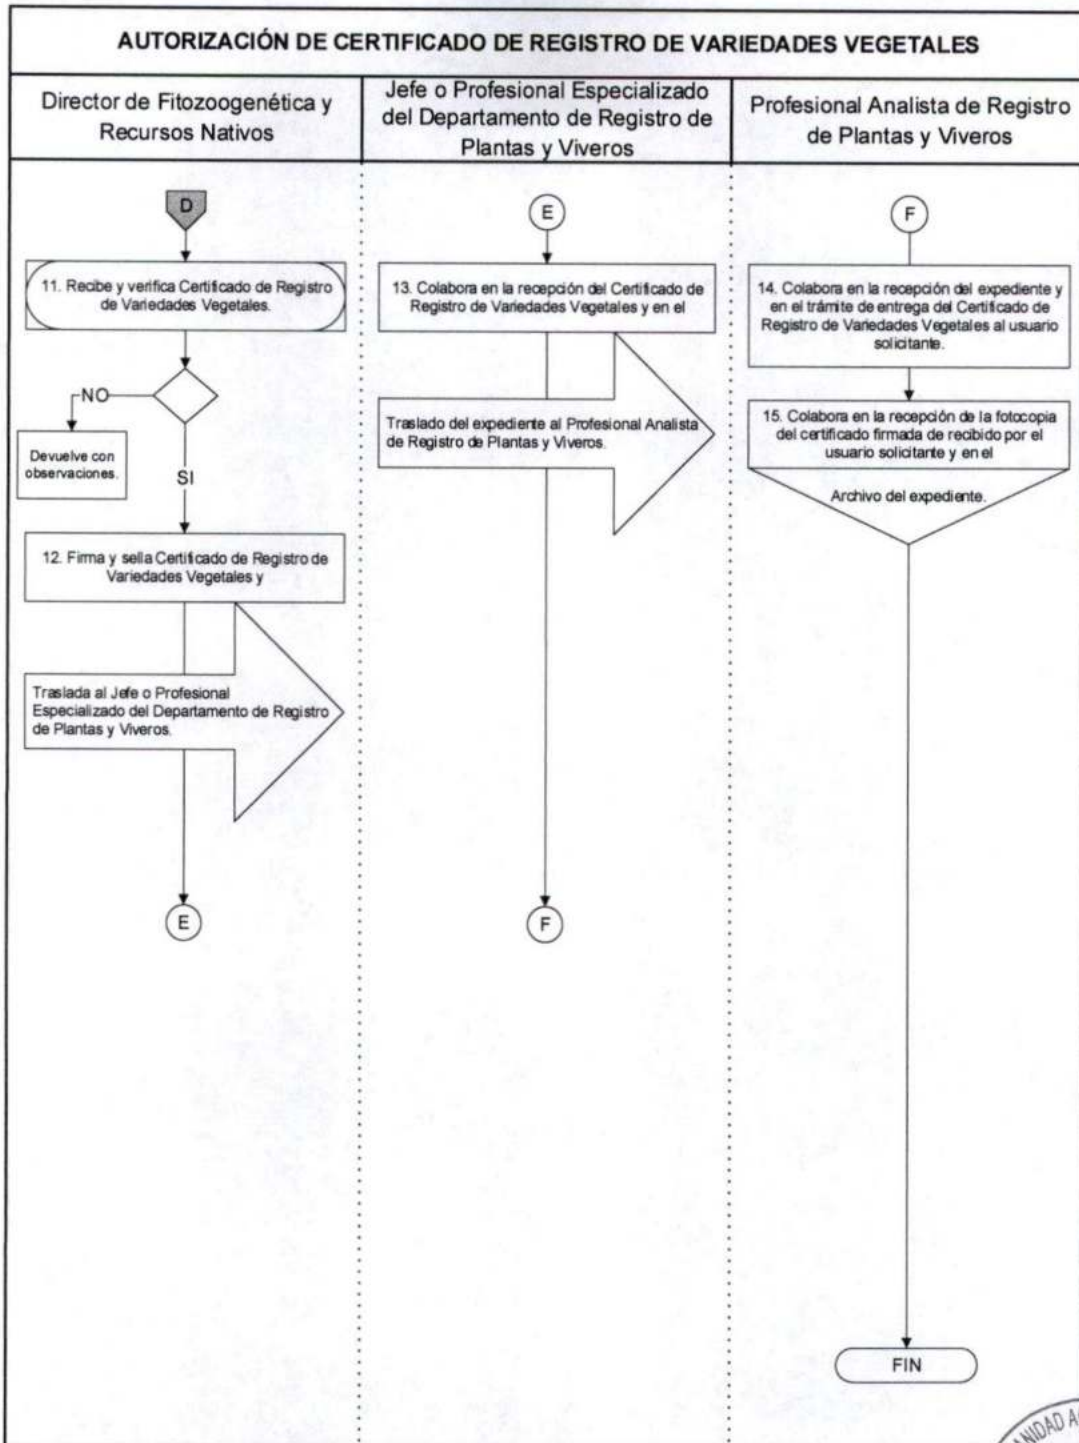 AUTORIZACIÓN DE CERTIFICADO DE REGISTRO DE VARIEDADES VEGETALES
Director de Fitozoogenética y
Recursos Nativos
Jefe o Profesional Especializado
del Departamento de Registro de
Plantas y Viveros
Profesional Analista de Registro
de Plantas y Viveros
D
11. Recibe y verifica Certificado de Registro
de Variedades Vegetales.
NO
Devuelve con
observaciones.
SI
12. Firma y sella Certificado de Registro de
Variedades Vegetales y
Traslada al Jefe o Profesional
Especializado del Departamento de Registro
de Plantas y Viveros.
E
E
13. Colabora en la recepción del Certificado de
Registro de Variedades Vegetales y en el
Traslado del expediente al Profesional Analista
de Registro de Plantas y Viveros.
F
F
14. Colabora en la recepción del expediente y
en el trámite de entrega del Certificado de
Registro de Variedades Vegetales al usuario
solicitante.
15. Colabora en la recepción de la fotocopia
del certificado firmada de recibido por el
usuario solicitante y en el
Archivo del expediente.
FIN